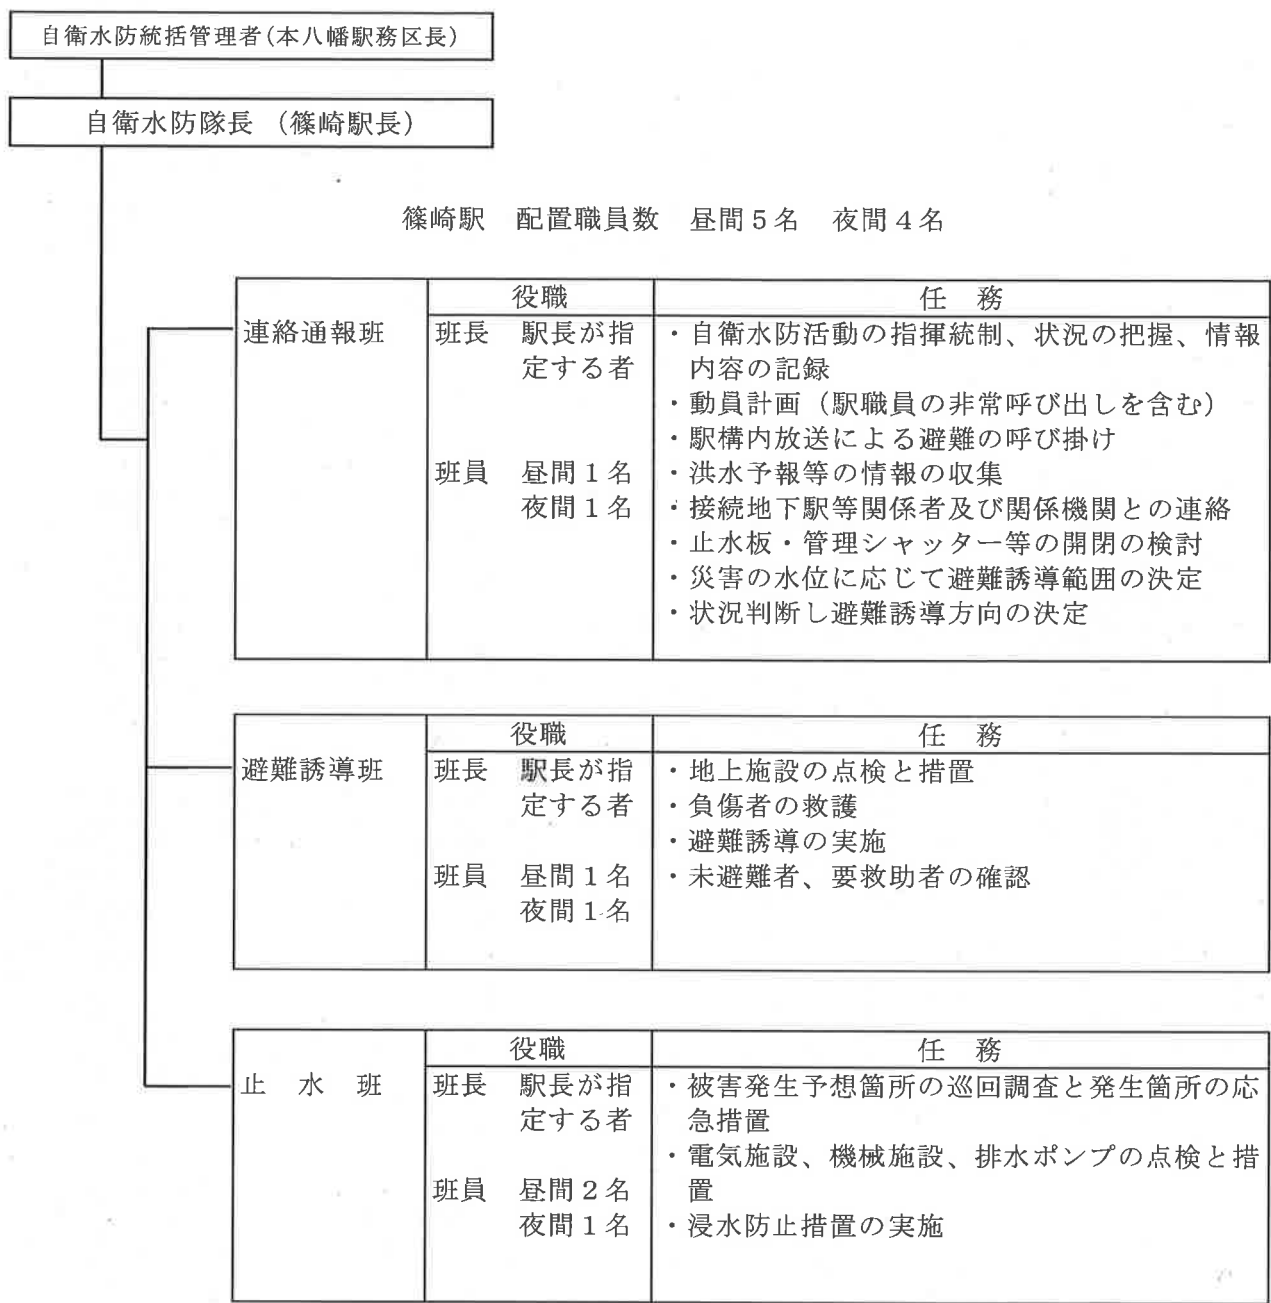 自衛水防統括管理者(本八幡駅務区長)
自衛水防隊長 (篠崎駅長)
篠崎駅 配置職員数 昼間5名 夜間4名
連絡通報班
役職
班長 駅長が指
定する者
班員 昼間1名
夜間1名
任 務
・自衛水防活動の指揮統制、状況の把握、情報
内容の記録
・動員計画(駅職員の非常呼び出しを含む)
・駅構内放送による避難の呼び掛け
・洪水予報等の情報の収集
・接続地下駅等関係者及び関係機関との連絡
・止水板・管理シャッター等の開閉の検討
・災害の水位に応じて避難誘導範囲の決定
・状況判断し避難誘導方向の決定
避難誘導班
役職
班長 駅長が指
定する者
班員 昼間1名
夜間1名
任 務
・地上施設の点検と措置
・負傷者の救護
・避難誘導の実施
・未避難者、要救助者の確認
止 水 班
役職
班長 駅長が指
定する者
班員 昼間2名
夜間1名
任 務
・被害発生予想箇所の巡回調査と発生箇所の応
急措置
・電気施設、機械施設、排水ポンプの点検と措
置
・浸水防止措置の実施